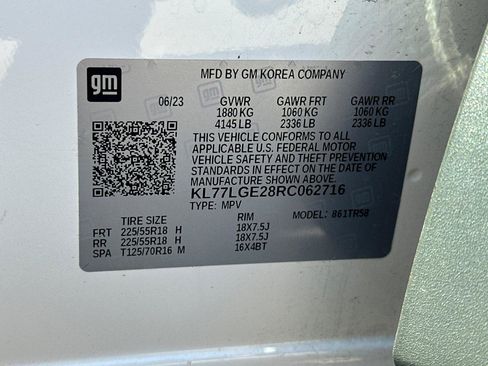 gm
MFD BY GM KOREA COMPANY
06/23 GVWR GAWR FRT GAWR RR
1880 KG 1060 KG 1060 KG
4145 LB 2336 LB 2336 LB
THIS VEHICLE CONFORMS TO ALL
APPLICABLE U.S. FEDERAL MOTOR
VEHICLE SAFETY AND THEFT PREVENTION
STANDARDS IN EFFECT ON THE DATE OF
MANUFACTURE SHOWN ABOVE.
KL77LGE28RC062716
TYPE: MPV MODEL: 861TR58
TIRE SIZE RIM
FRT 225/55R18 H 18X7.5J
RR 225/55R18 H 18X7.5J
SPA T125/70R16 M 16X4BT